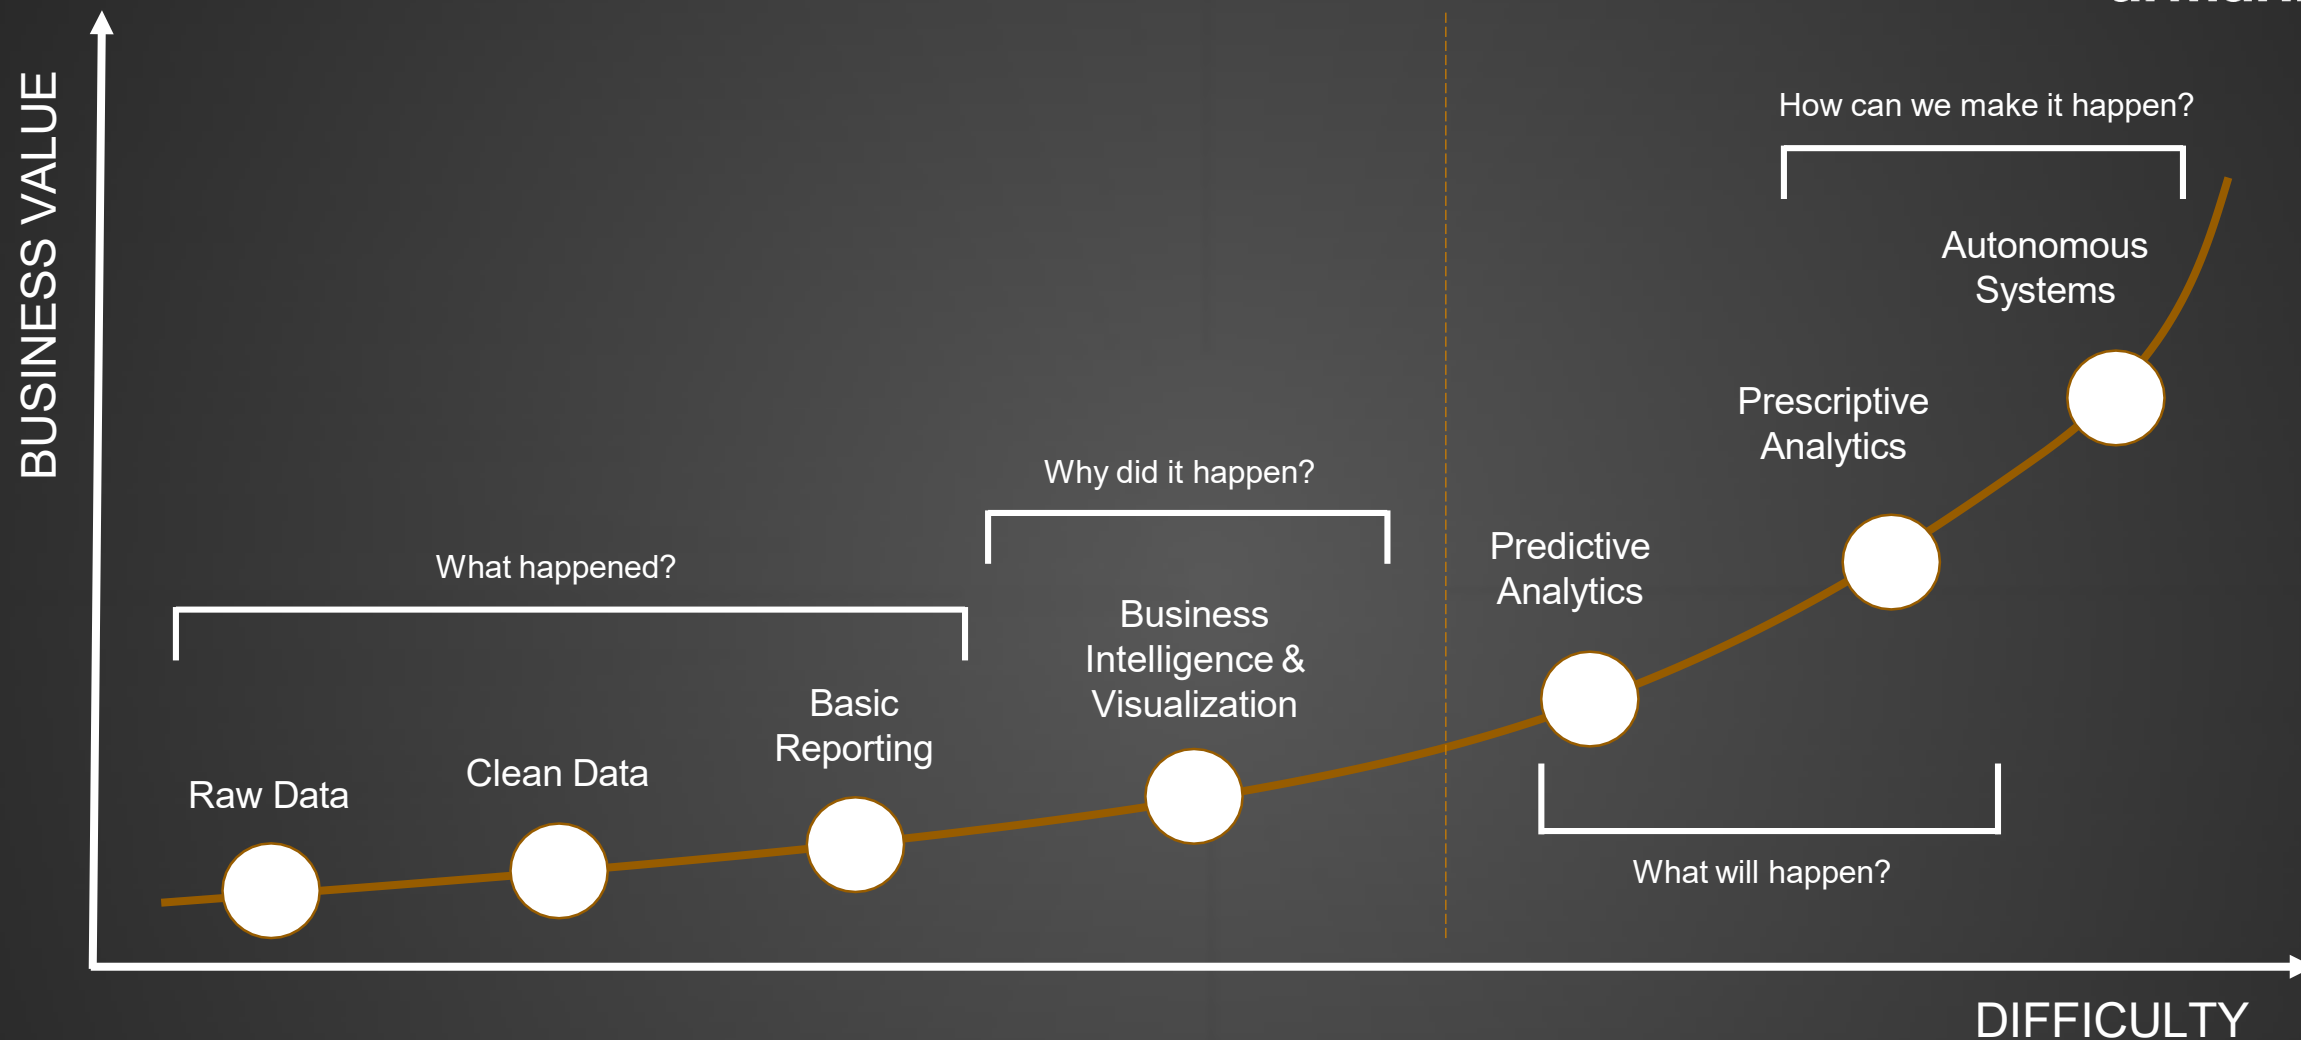 BUSINESS VALUE
How can we make it happen?
Autonomous
Systems
Prescriptive
Analytics
Why did it happen?
Predictive
Analytics
What happened?
Business
Intelligence &
Visualization
Basic
Reporting
Clean Data
Raw Data
What will happen?
DIFFICULTY